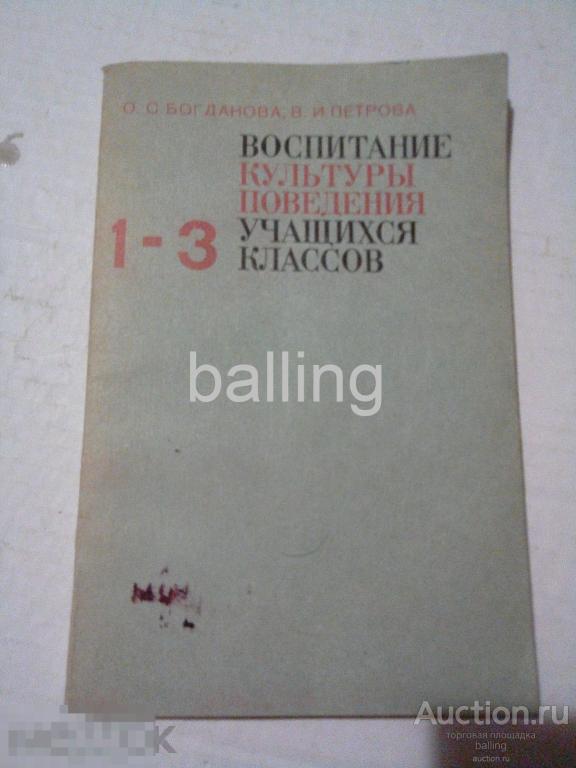 О. С. БОГДАНОВА, В. И. ПЕТРОВА
ВОСПИТАНИЕ
КУЛЬТУРЫ
ПОВЕДЕНИЯ
1-3 УЧАЩИХСЯ
КЛАССОВ
balling
Auction.ru
торговая площадка
balling
auction.ru